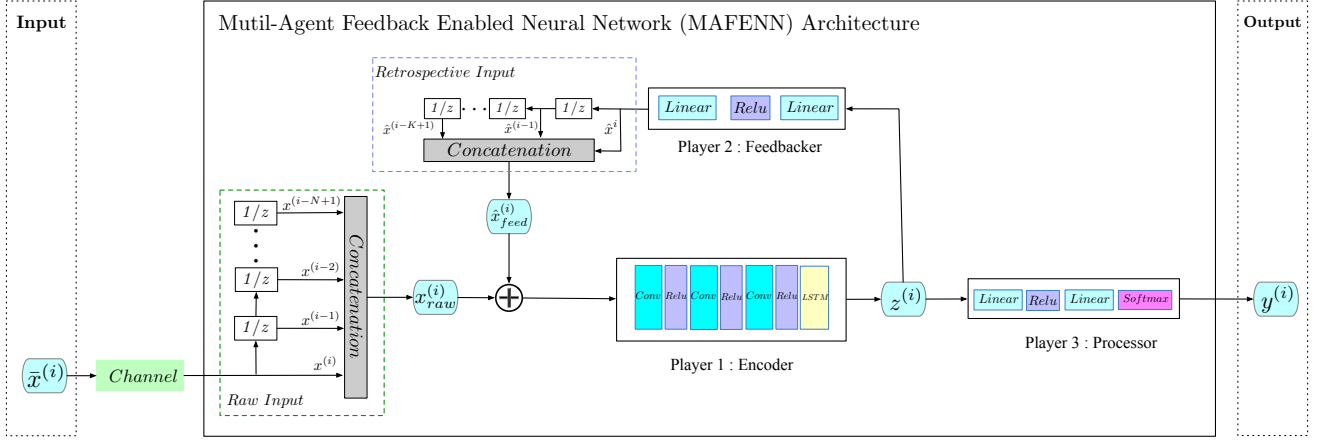 Input
Mutil-Agent Feedback Enabled Neural Network (MAFENN) Architecture
Output
Retrospective Input
1/z
· · ·
1/z
1/z
x̂^(i−K+1)
x̂^(i−1)
x̂^i
Concatenation
Linear
Relu
Linear
Player 2 : Feedbacker
x̂_feed^(i)
1/z
x^(i−N+1)
1/z
x^(i−2)
1/z
x^(i−1)
x^(i)
Concatenation
Raw Input
x_raw^(i)
+
Conv
Relu
Conv
Relu
Conv
Relu
LSTM
Player 1 : Encoder
z^(i)
Linear
Relu
Linear
Softmax
Player 3 : Processor
y^(i)
x̄^(i)
Channel